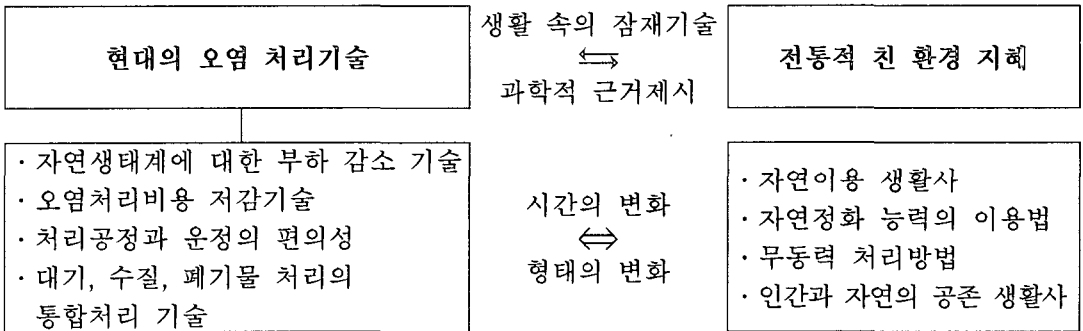 현대의 오염 처리기술
생활 속의 잠재기술
⇆
과학적 근거제시
전통적 친 환경 지혜
· 자연생태계에 대한 부하 감소 기술
· 오염처리비용 저감기술
· 처리공정과 운정의 편의성
· 대기, 수질, 폐기물 처리의
통합처리 기술
시간의 변화
⇔
형태의 변화
· 자연이용 생활사
· 자연정화 능력의 이용법
· 무동력 처리방법
· 인간과 자연의 공존 생활사